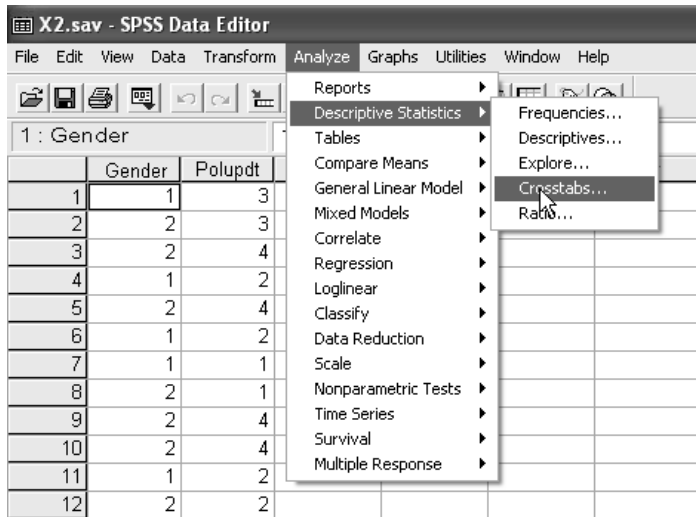 X2.sav - SPSS Data Editor
File Edit View Data Transform Analyze Graphs Utilities Window Help
1 : Gender
Gender Polupdt
1 1 3
2 2 3
3 2 4
4 1 2
5 2 4
6 1 2
7 1 1
8 2 1
9 2 4
10 2 4
11 1 2
12 2 2
Reports
Descriptive Statistics
Tables
Compare Means
General Linear Model
Mixed Models
Correlate
Regression
Loglinear
Classify
Data Reduction
Scale
Nonparametric Tests
Time Series
Survival
Multiple Response
Frequencies...
Descriptives...
Explore...
Crosstabs...
Ratio...